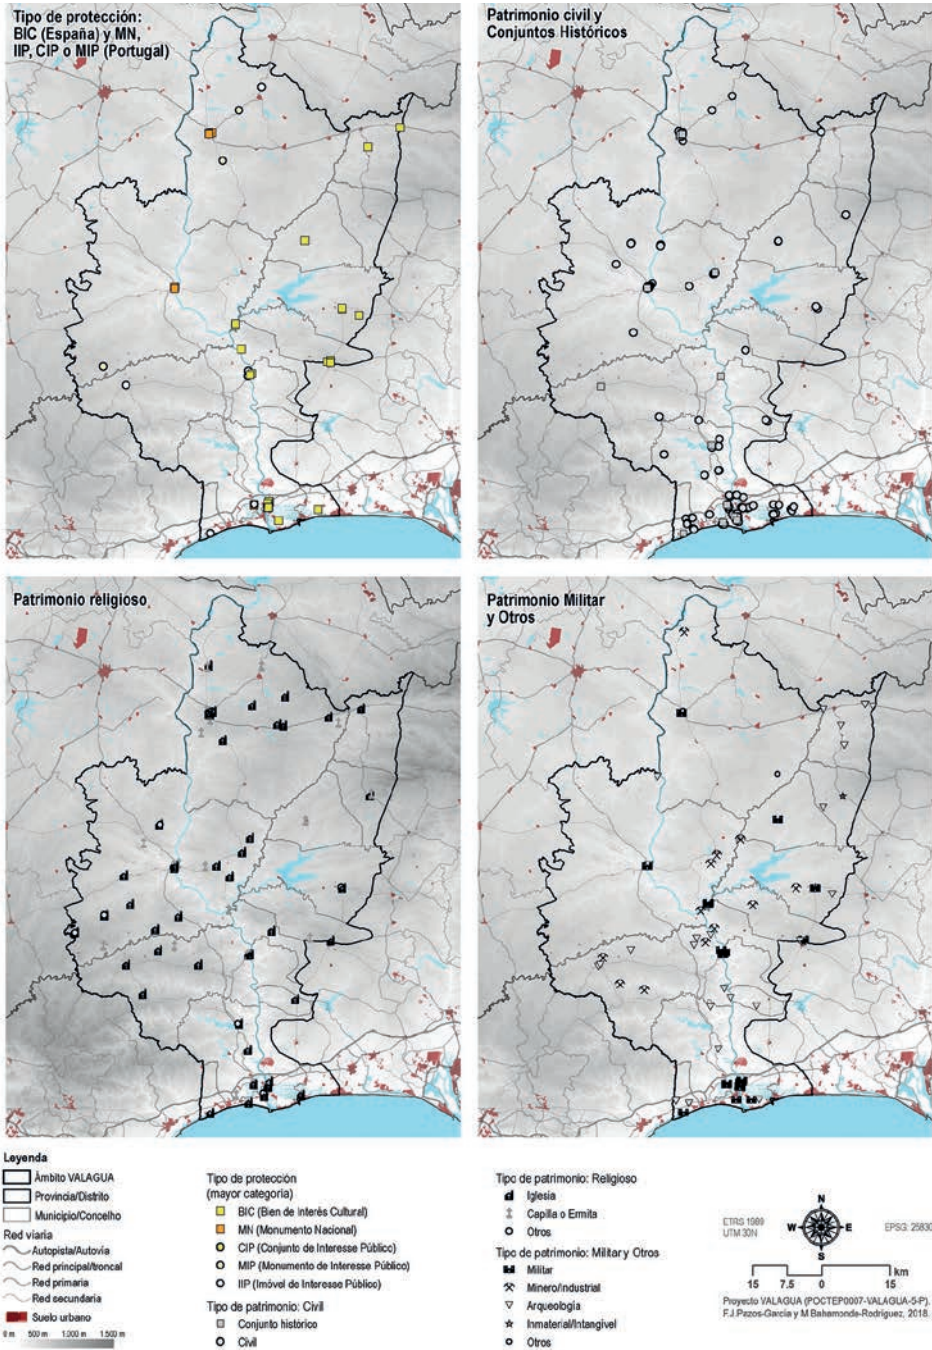 Tipo de protección:
BIC (España) y MN,
IIP, CIP o MIP (Portugal)
Patrimonio civil y
Conjuntos Históricos
Patrimonio religioso
Patrimonio Militar
y Otros
Leyenda
Ámbito VALAGUA
Provincia/Distrito
Municipio/Concelho
Red viaria
Autopista/Autovía
Red principal/troncal
Red primaria
Red secundaria
Suelo urbano
0 m 500 m 1.000 m 1.500 m
Tipo de protección
(mayor categoría)
BIC (Bien de Interés Cultural)
MN (Monumento Nacional)
CIP (Conjunto de Interesse Público)
MIP (Monumento de Interesse Público)
IIP (Imóvel de Interesse Público)
Tipo de patrimonio: Civil
Conjunto histórico
Civil
Tipo de patrimonio: Religioso
Iglesia
Capilla o Ermita
Otros
Tipo de patrimonio: Militar y Otros
Militar
Minero/Industrial
Arqueología
Inmaterial/Intangível
Otros
ETRS 1989
UTM 30N
N
W E
S
EPSG: 25830
km
15 7.5 0 15
Proyecto VALAGUA (POCTEP0007-VALAGUA-5-P).
F.J.Pazos-García y M.Bahamonde-Rodríguez, 2018.